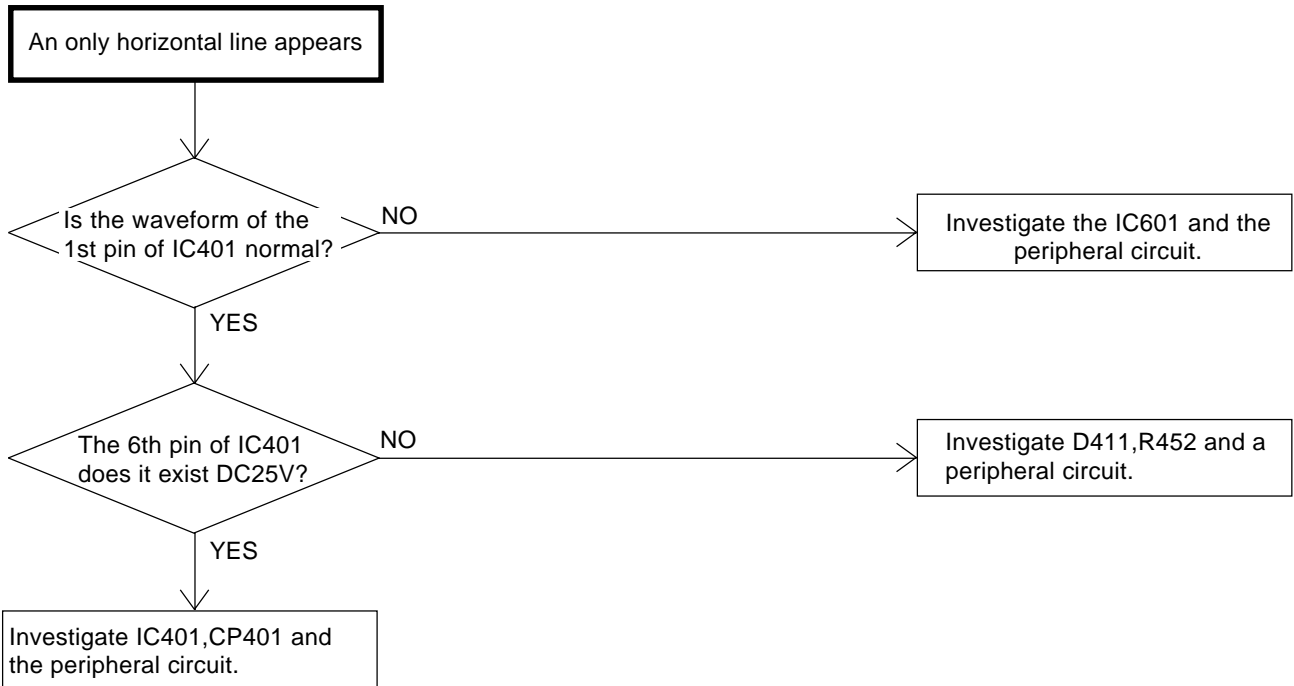 An only horizontal line appears
Is the waveform of the
1st pin of IC401 normal?
NO
Investigate the IC601 and the
peripheral circuit.
YES
The 6th pin of IC401
does it exist DC25V?
NO
Investigate D411,R452 and a
peripheral circuit.
YES
Investigate IC401,CP401 and
the peripheral circuit.